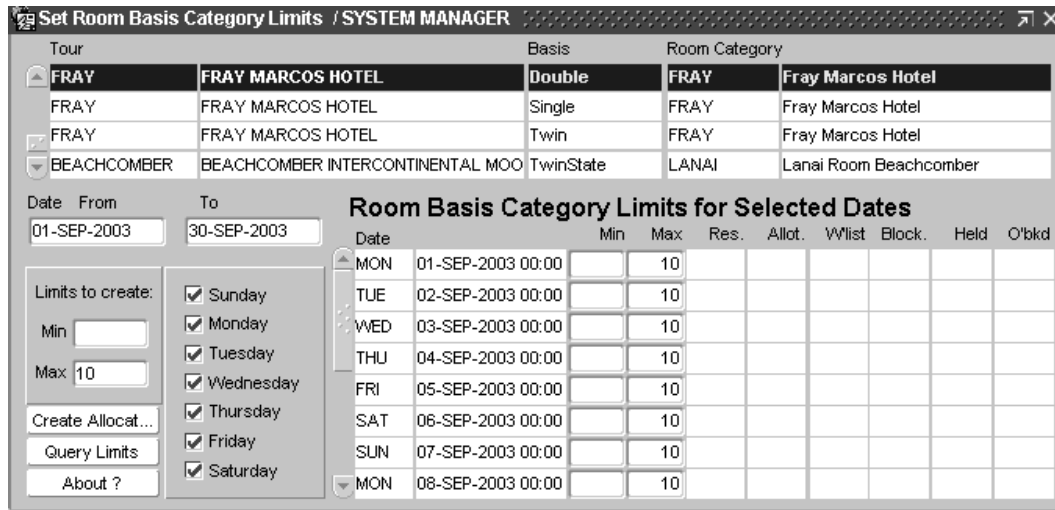 Set Room Basis Category Limits / SYSTEM MANAGER
Tour Basis Room Category
FRAY FRAY MARCOS HOTEL Double FRAY Fray Marcos Hotel
FRAY FRAY MARCOS HOTEL Single FRAY Fray Marcos Hotel
FRAY FRAY MARCOS HOTEL Twin FRAY Fray Marcos Hotel
BEACHCOMBER BEACHCOMBER INTERCONTINENTAL MOO TwinState LANAI Lanai Room Beachcomber
Date From To
01-SEP-2003 30-SEP-2003
Limits to create:
Min
Max 10
Create Allocat...
Query Limits
About ?
Sunday
Monday
Tuesday
Wednesday
Thursday
Friday
Saturday
Room Basis Category Limits for Selected Dates
Date Min Max Res. Allot. W'list Block. Held O'bkd
MON 01-SEP-2003 00:00 10
TUE 02-SEP-2003 00:00 10
WED 03-SEP-2003 00:00 10
THU 04-SEP-2003 00:00 10
FRI 05-SEP-2003 00:00 10
SAT 06-SEP-2003 00:00 10
SUN 07-SEP-2003 00:00 10
MON 08-SEP-2003 00:00 10